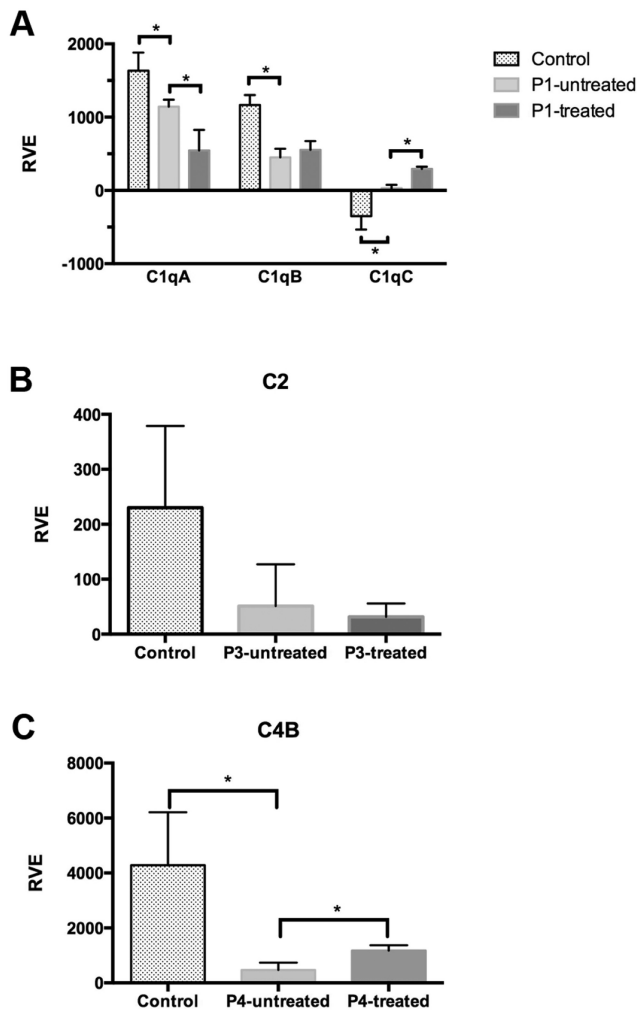 A
2000
1000
0
-1000
RVE
*
*
*
*
*
C1qA C1qB C1qC
Control
P1-untreated
P1-treated
B
C2
400
300
200
100
0
RVE
Control P3-untreated P3-treated
C
C4B
8000
6000
4000
2000
0
RVE
*
*
Control P4-untreated P4-treated